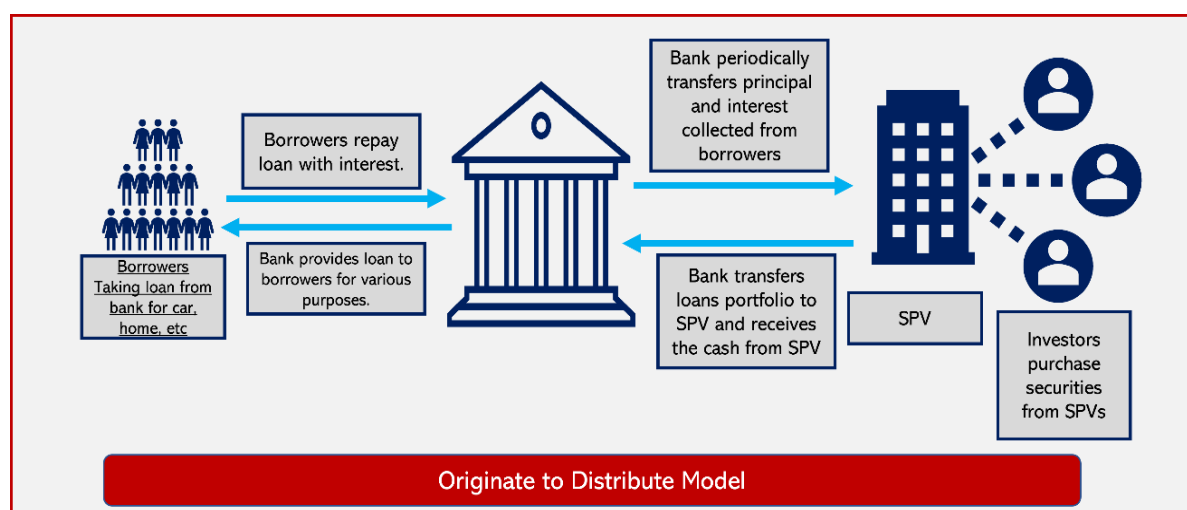 Borrowers repay
loan with interest.
Bank periodically
transfers principal
and interest
collected from
borrowers
Borrowers
Taking loan from
bank for car,
home, etc
Bank provides loan to
borrowers for various
purposes.
Bank transfers
loans portfolio to
SPV and receives
the cash from SPV
SPV
Investors
purchase
securities
from SPVs
Originate to Distribute Model